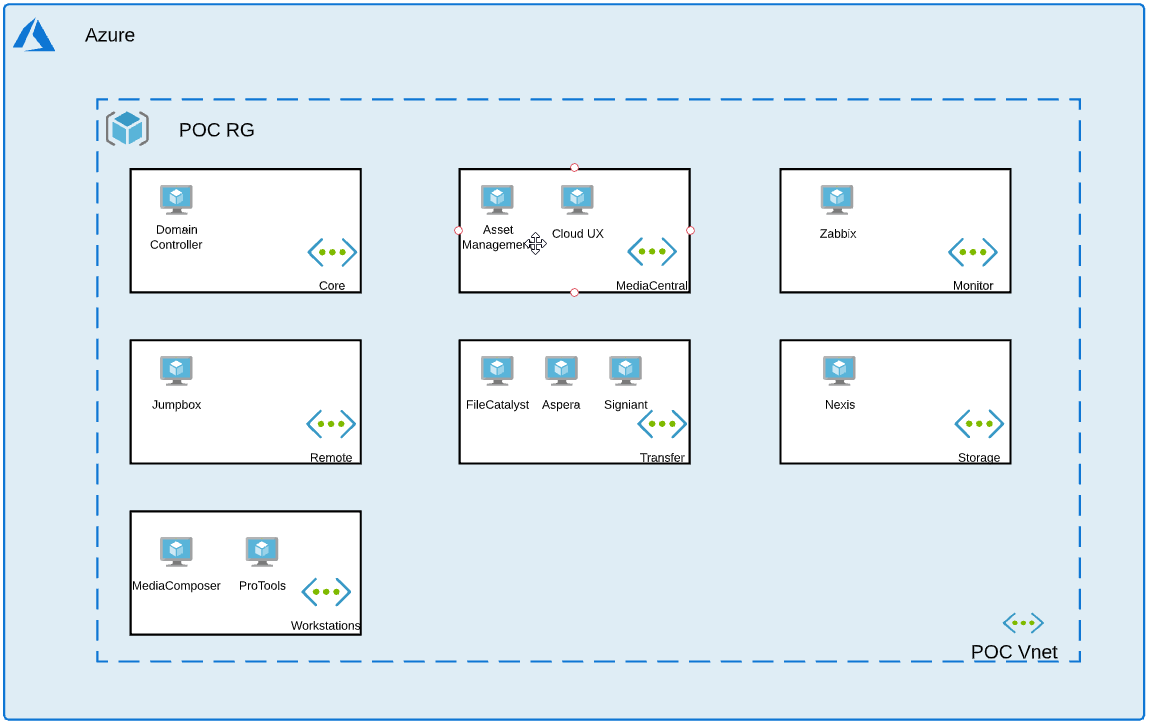 Azure
POC RG
Domain
Controller
Core
Asset
Management
Cloud UX
MediaCentral
Zabbix
Monitor
Jumpbox
Remote
FileCatalyst
Aspera
Signiant
Transfer
Nexis
Storage
MediaComposer
ProTools
Workstations
POC Vnet